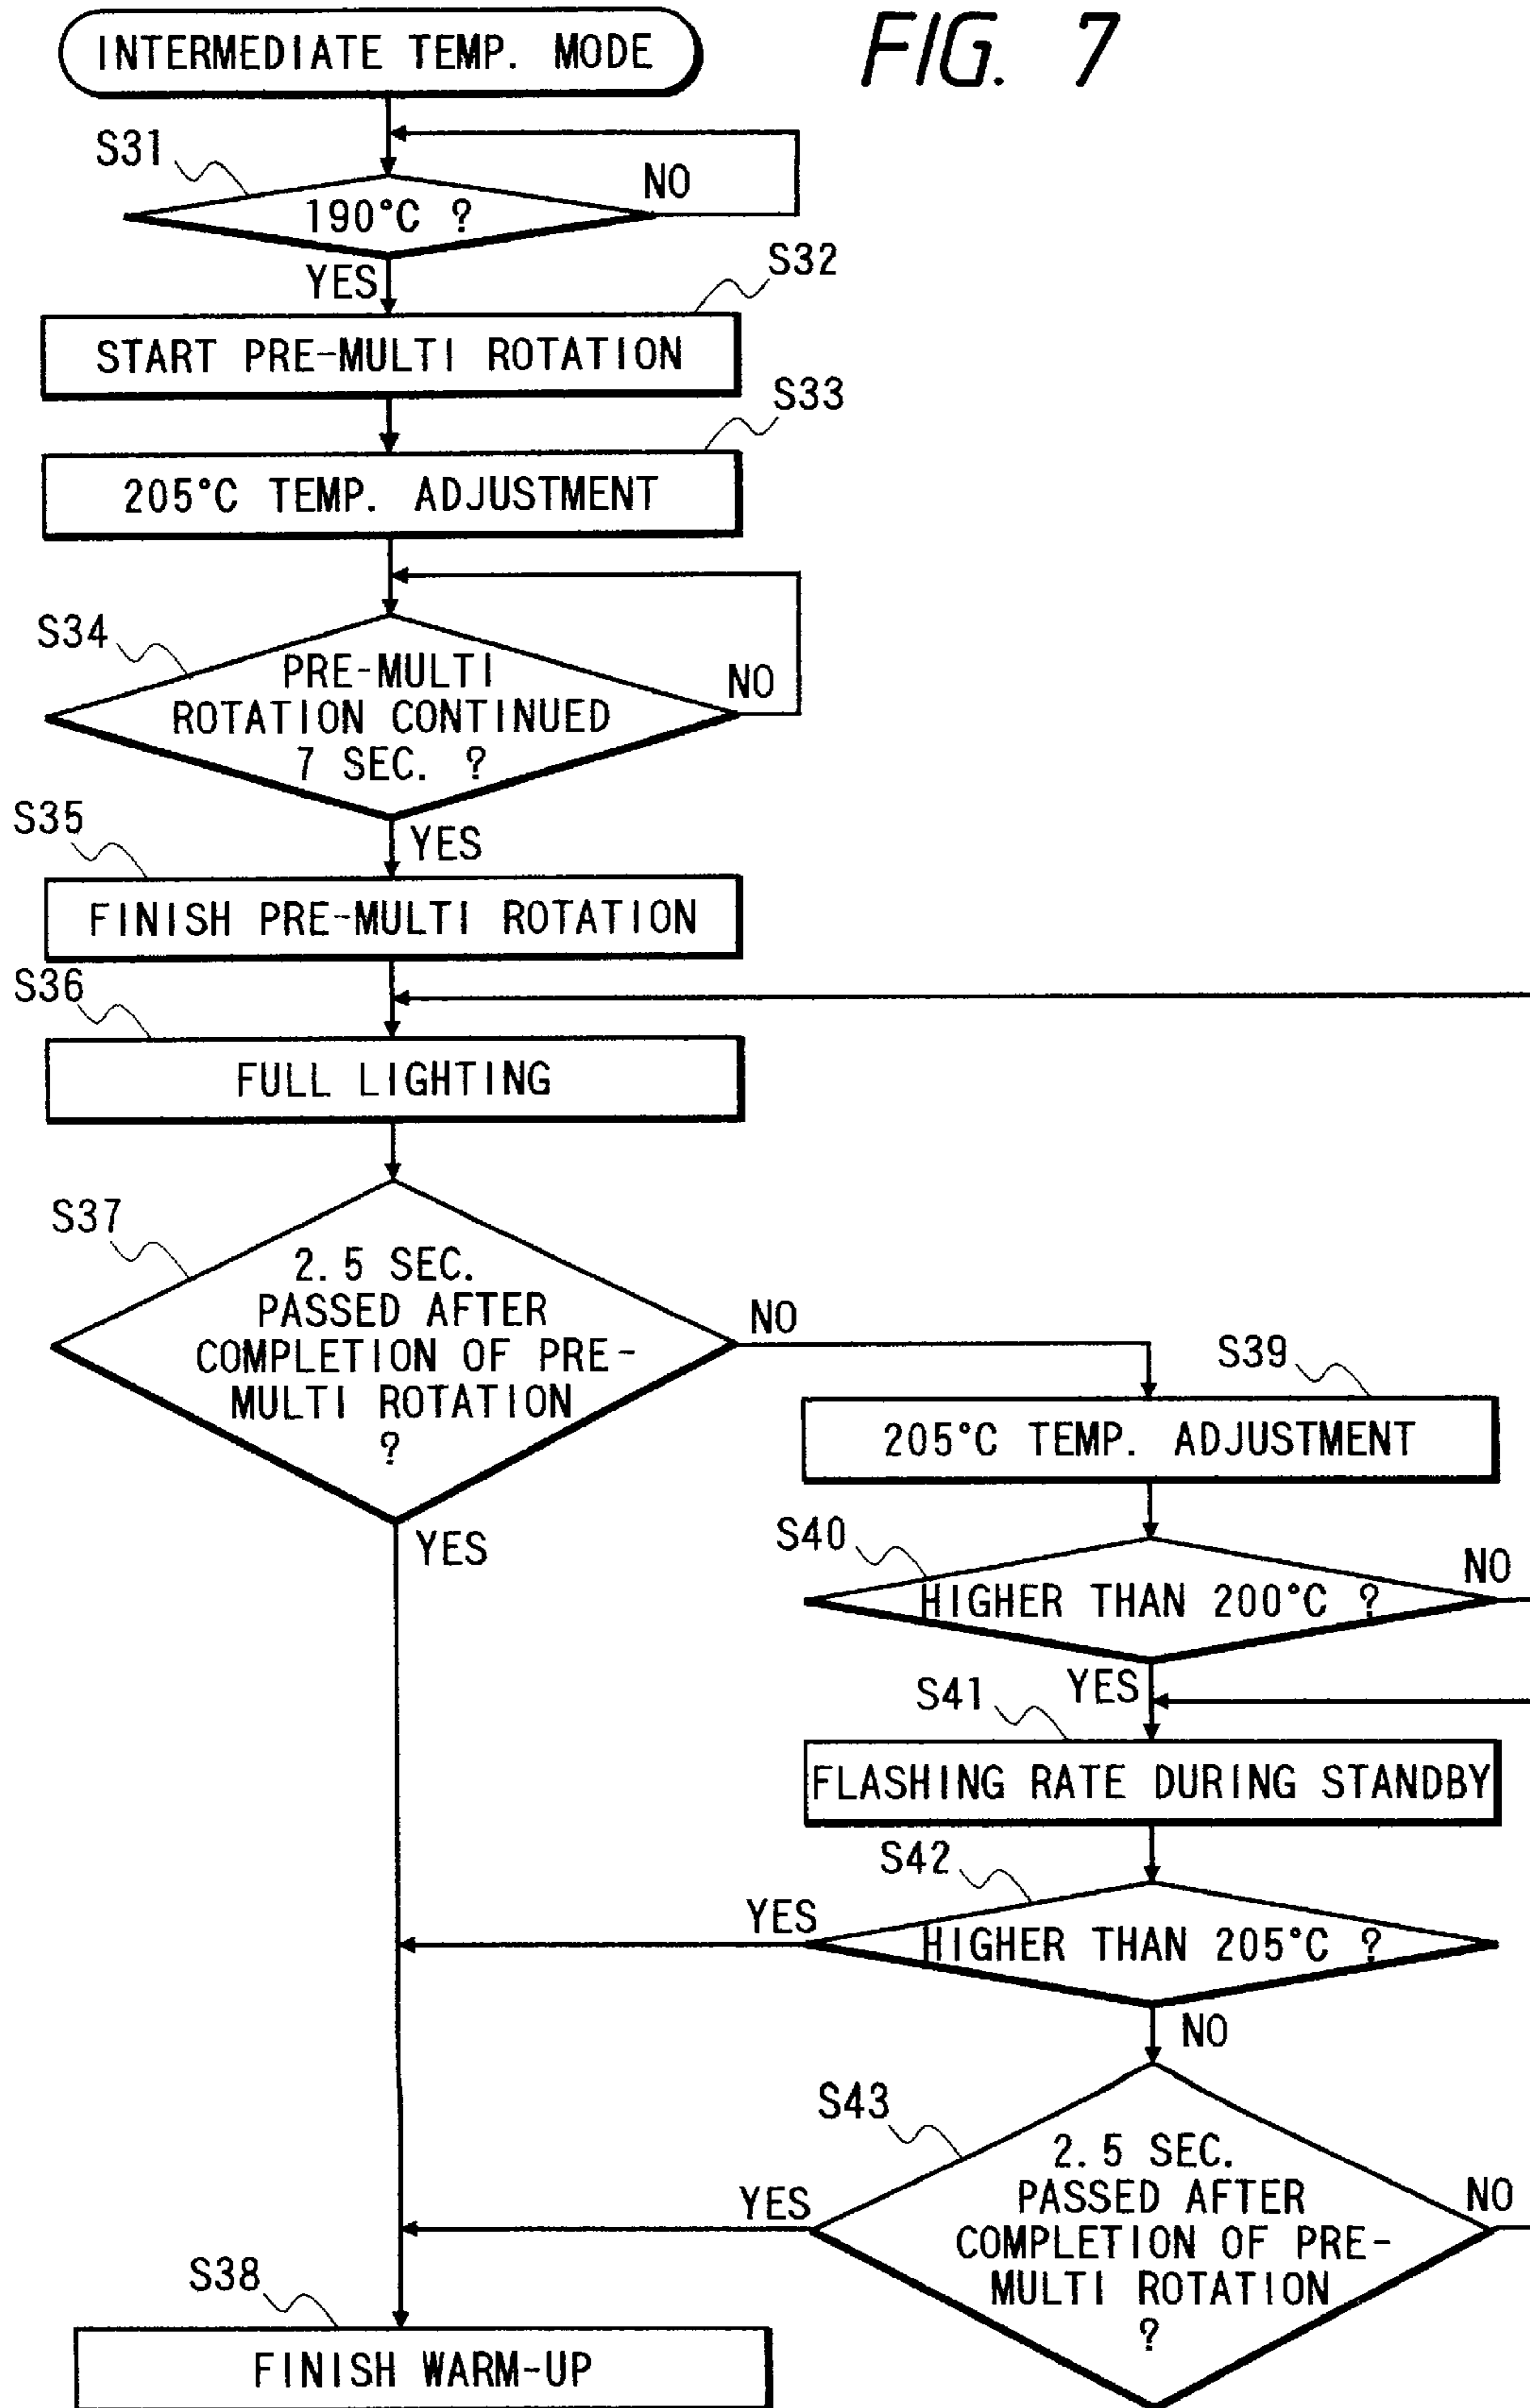 FIG. 7
INTERMEDIATE TEMP. MODE
S31
190°C ?
NO
YES
S32
START PRE-MULTI ROTATION
S33
205°C TEMP. ADJUSTMENT
S34
PRE-MULTI
ROTATION CONTINUED
7 SEC. ?
NO
YES
S35
FINISH PRE-MULTI ROTATION
S36
FULL LIGHTING
S37
2.5 SEC.
PASSED AFTER
COMPLETION OF PRE-
MULTI ROTATION
?
NO
YES
S39
205°C TEMP. ADJUSTMENT
S40
HIGHER THAN 200°C ?
NO
YES
S41
FLASHING RATE DURING STANDBY
S42
HIGHER THAN 205°C ?
YES
NO
S43
2.5 SEC.
PASSED AFTER
COMPLETION OF PRE-
MULTI ROTATION
?
YES
NO
S38
FINISH WARM-UP